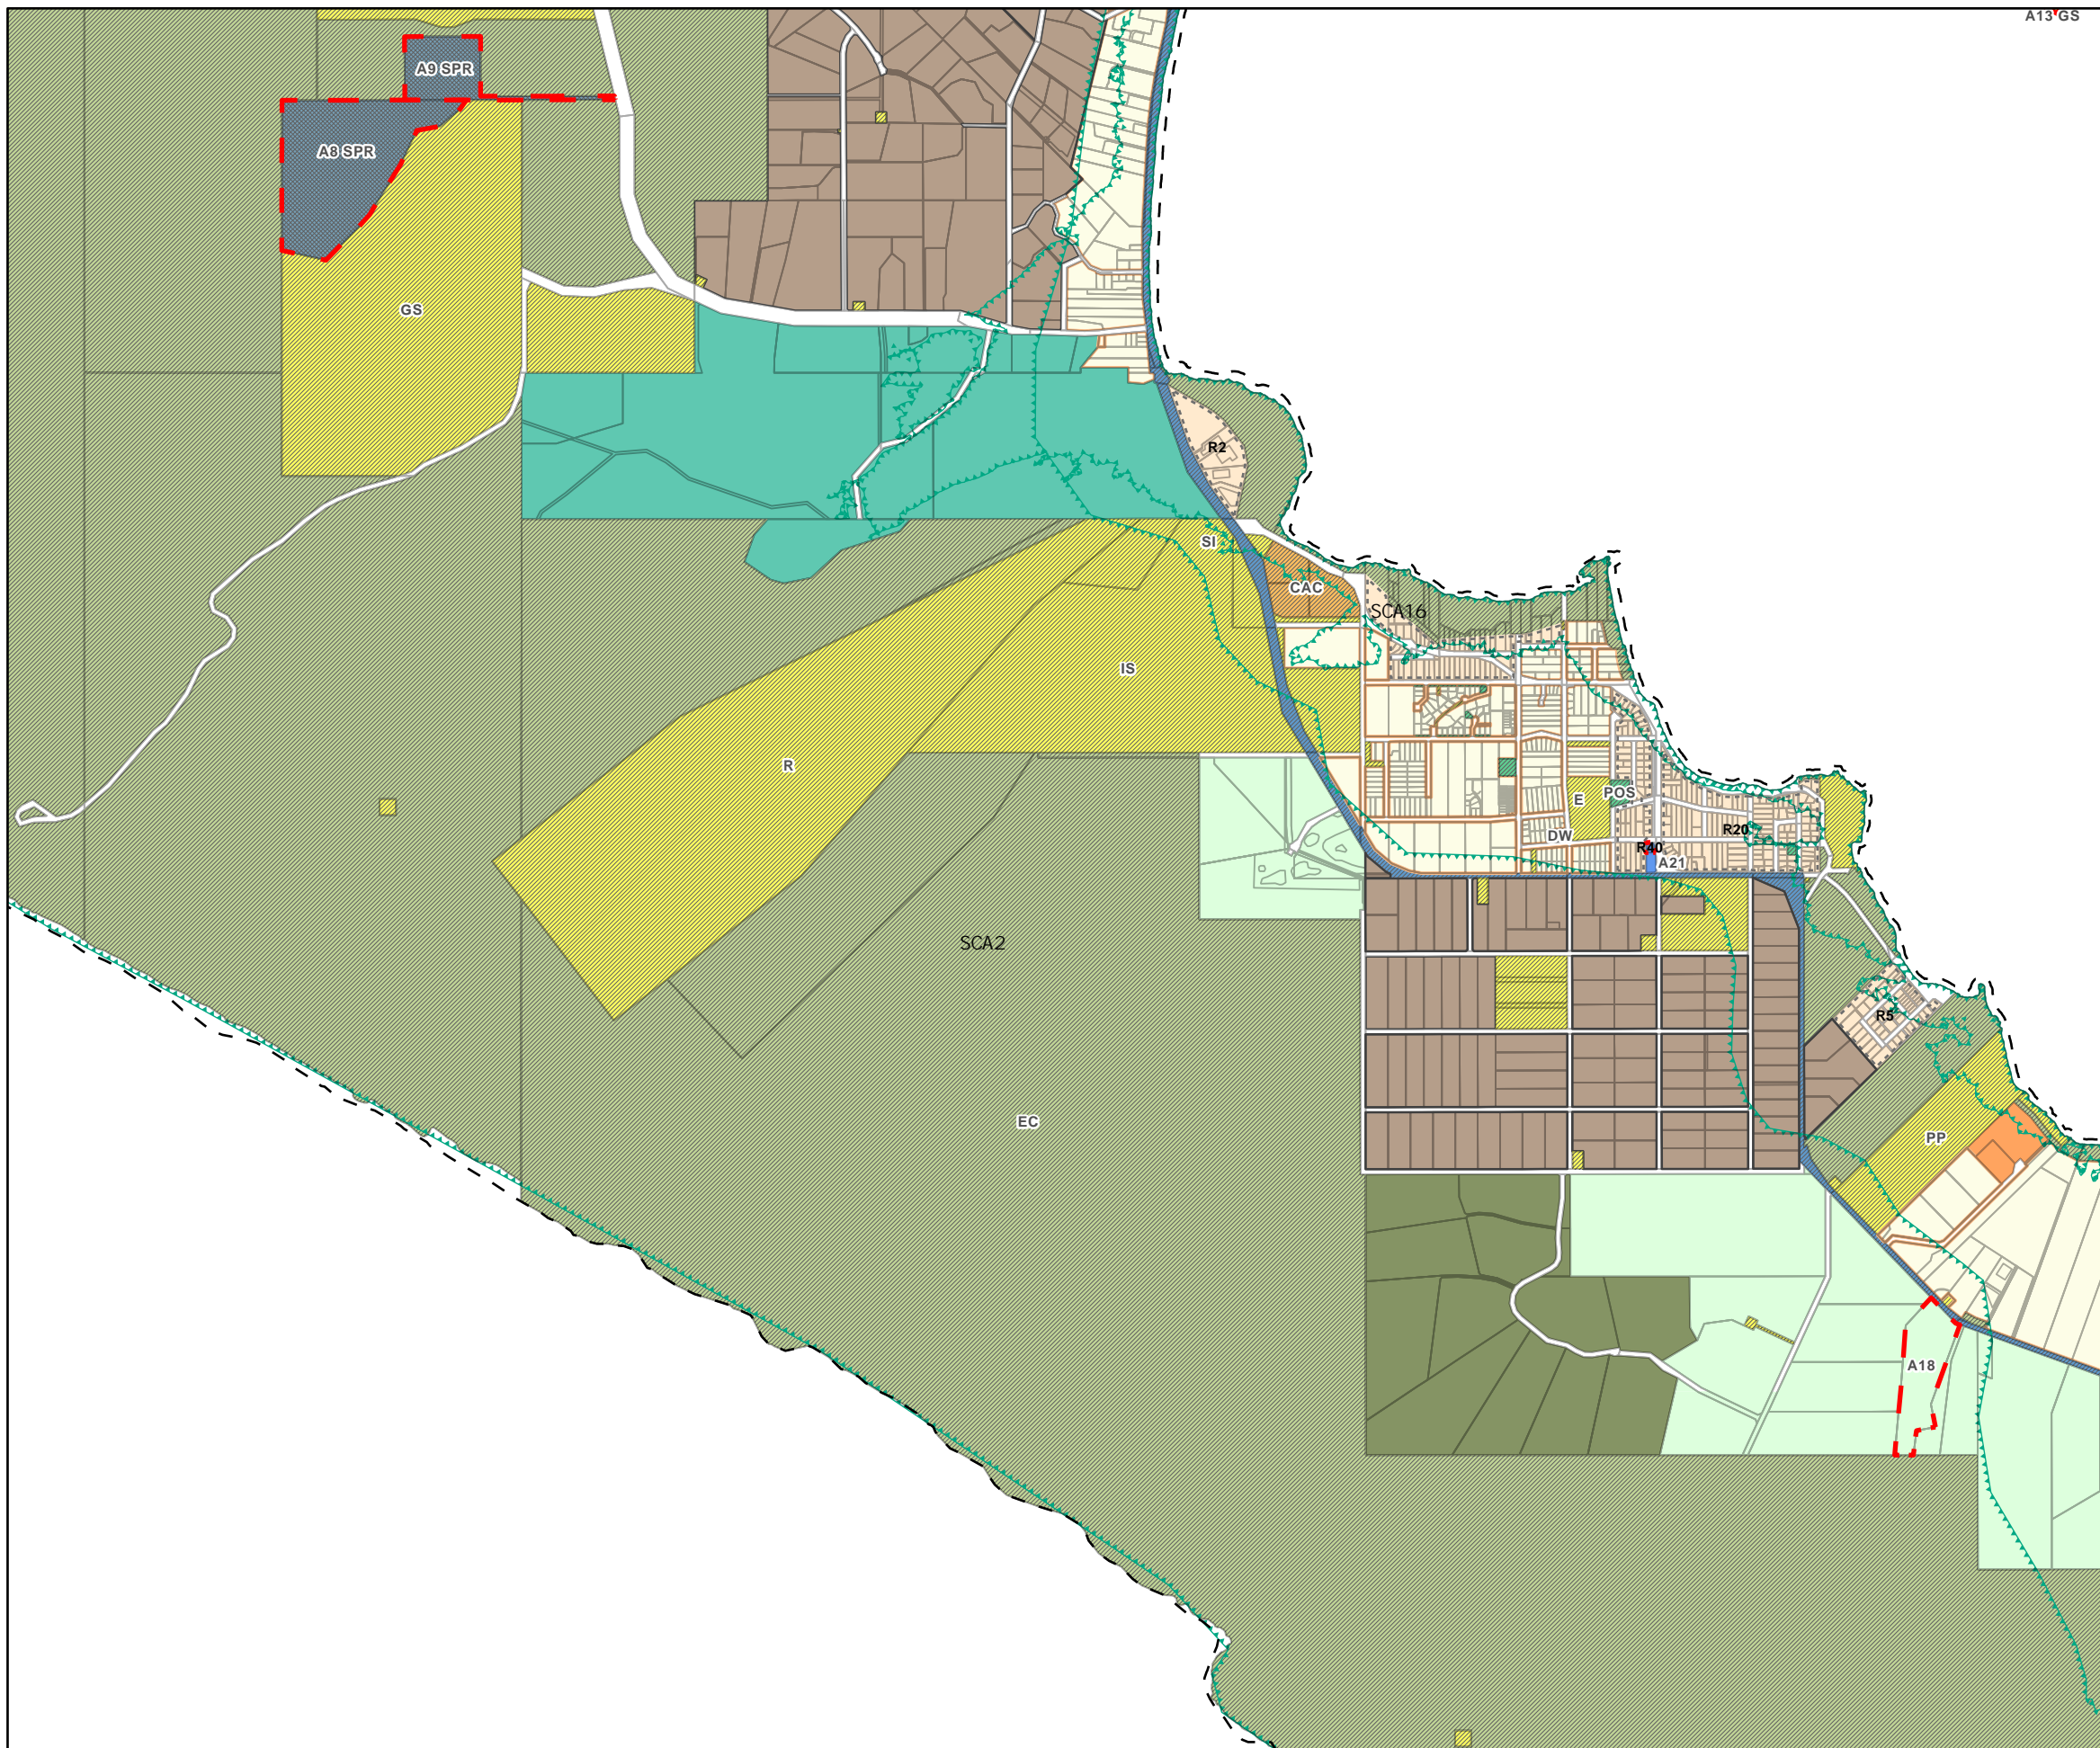 A13 GS
A9 SPR
A8 SPR
GS
R2
SI
CAC
SCA16
IS
R
E
POS
R20
DW
R40
A21
SCA2
R5
EC
PP
A18